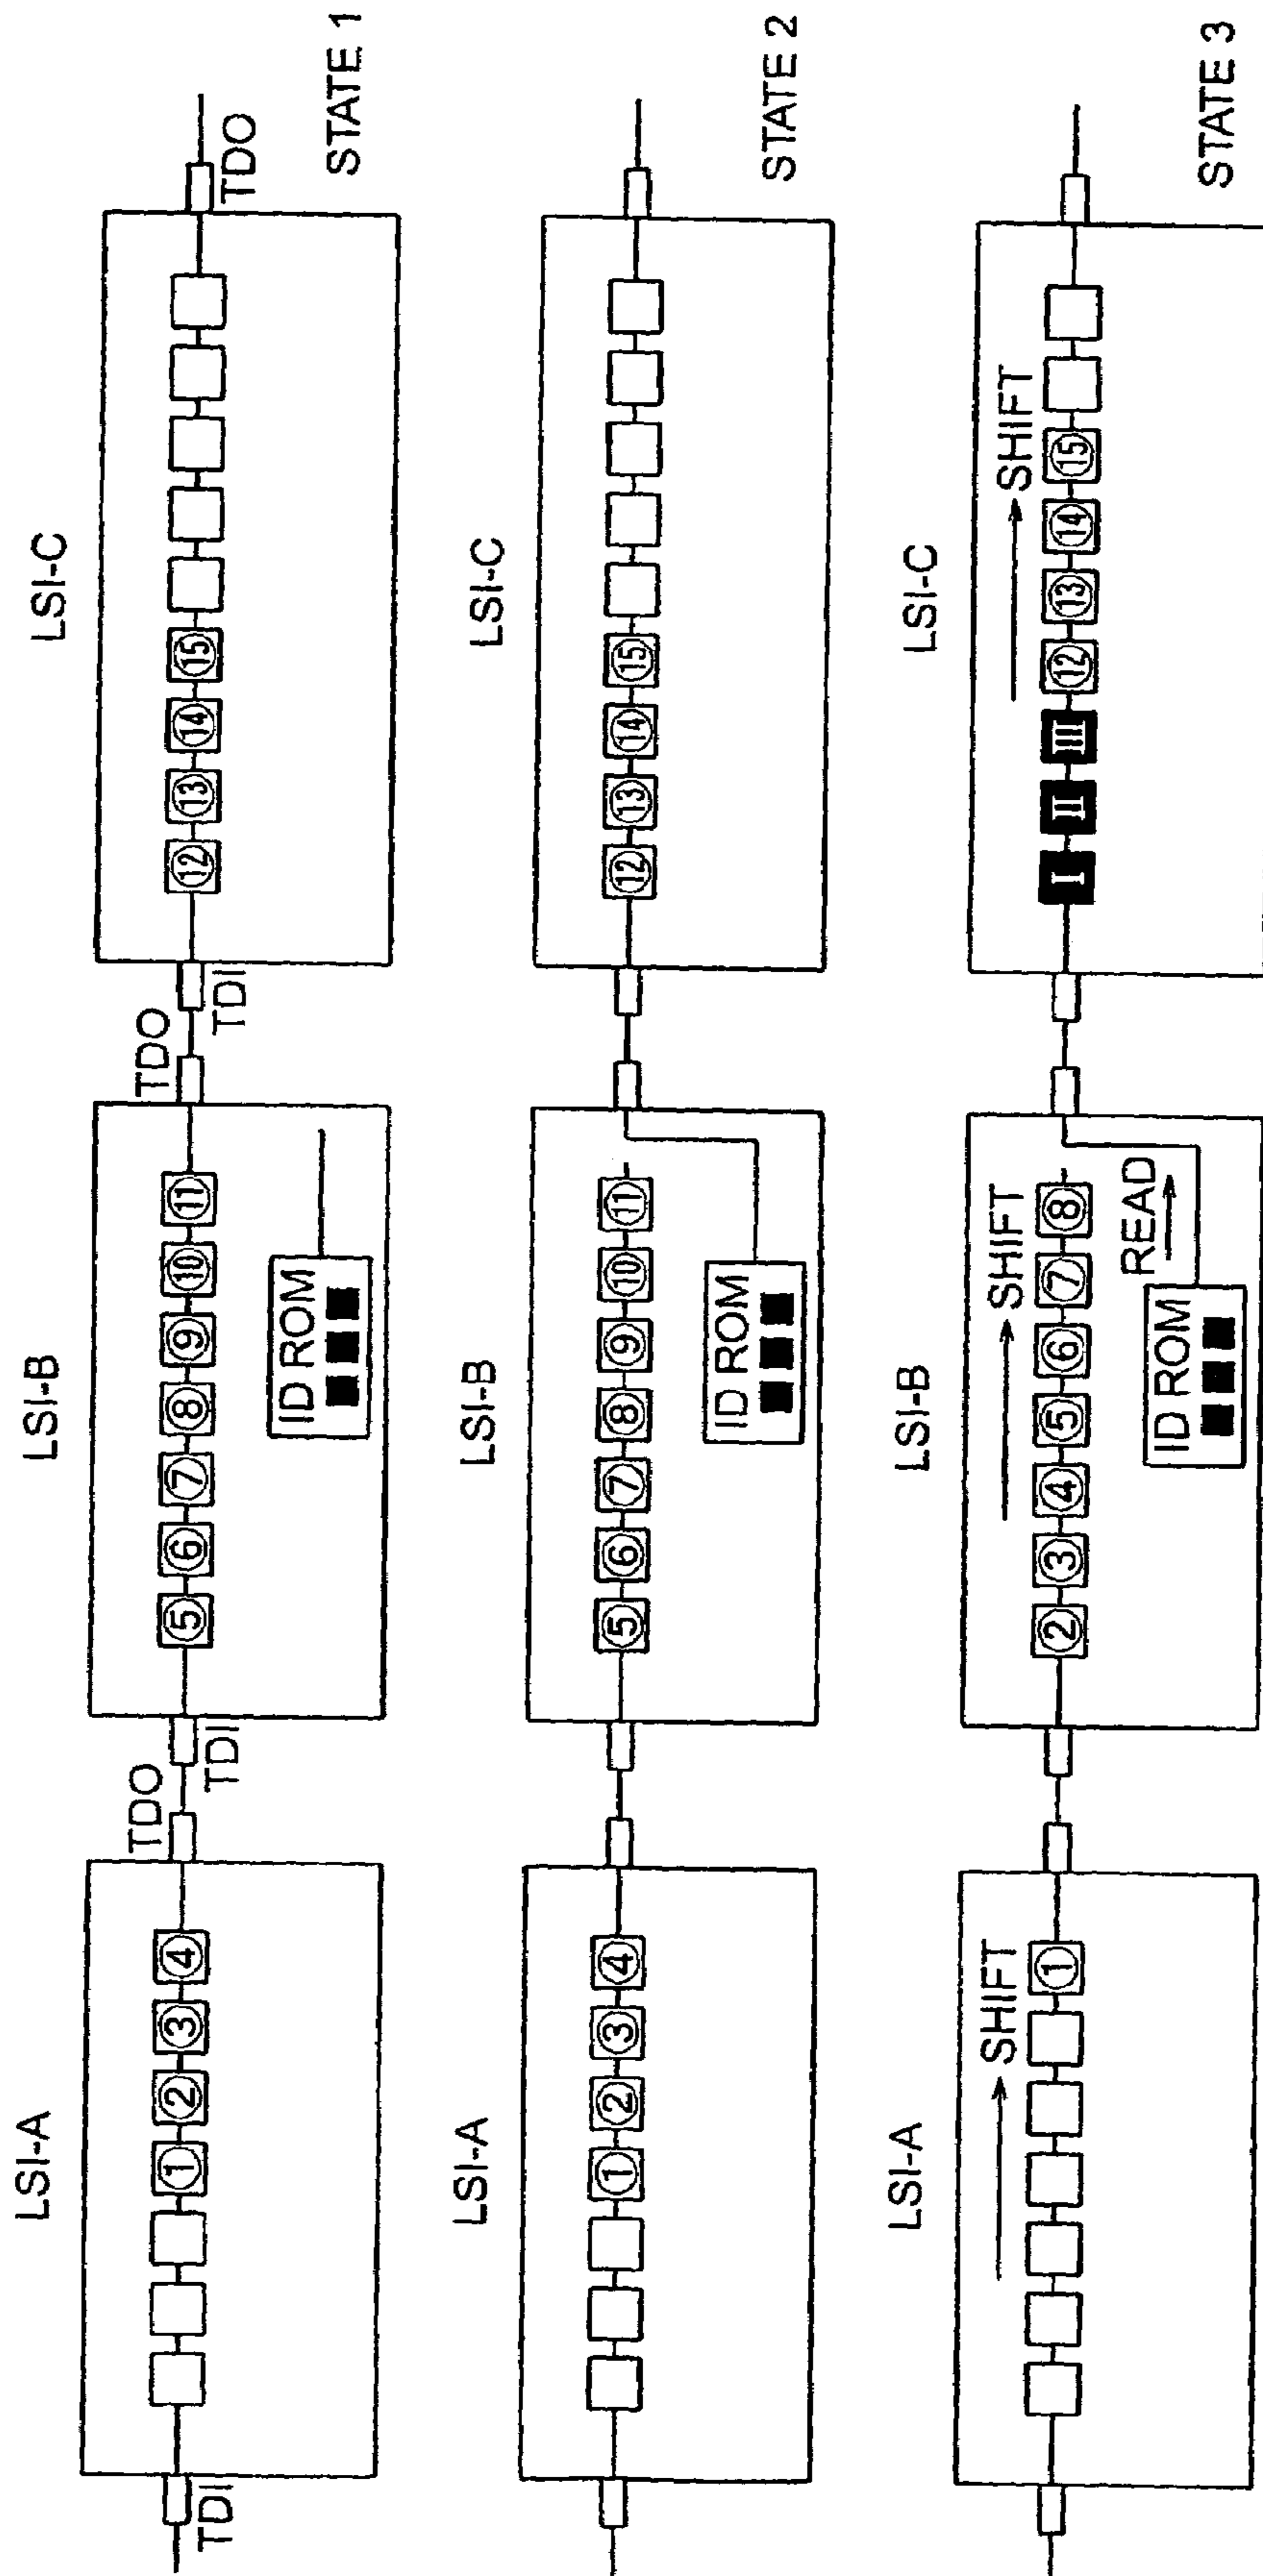 LSI-A LSI-B LSI-C
TDI TDO TDI TDO TDI TDO
① ② ③ ④ ⑤ ⑥ ⑦ ⑧ ⑨ ⑩ ⑪ ⑫ ⑬ ⑭ ⑮
ID ROM
STATE 1
LSI-A LSI-B LSI-C
① ② ③ ④ ⑤ ⑥ ⑦ ⑧ ⑨ ⑩ ⑪ ⑫ ⑬ ⑭ ⑮
ID ROM
STATE 2
LSI-A LSI-B LSI-C
SHIFT SHIFT SHIFT
① ② ③ ④ ⑤ ⑥ ⑦ ⑧ I II III ⑫ ⑬ ⑭ ⑮
READ
ID ROM
STATE 3